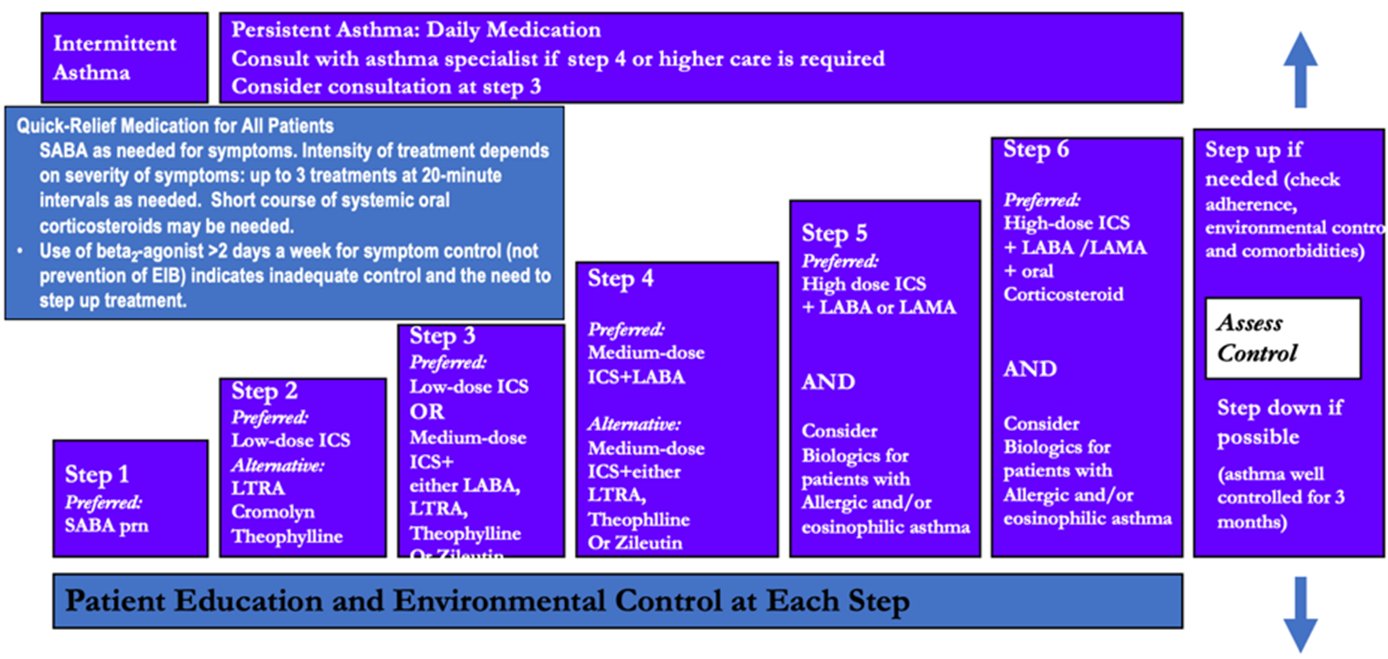 Intermittent
Asthma
Persistent Asthma: Daily Medication
Consult with asthma specialist if step 4 or higher care is required
Consider consultation at step 3
Quick-Relief Medication for All Patients
SABA as needed for symptoms. Intensity of treatment depends
on severity of symptoms: up to 3 treatments at 20-minute
intervals as needed. Short course of systemic oral
corticosteroids may be needed.
• Use of beta2-agonist >2 days a week for symptom control (not
prevention of EIB) indicates inadequate control and the need to
step up treatment.
Step 1
Preferred:
SABA prn
Step 2
Preferred:
Low-dose ICS
Alternative:
LTRA
Cromolyn
Theophylline
Step 3
Preferred:
Low-dose ICS
OR
Medium-dose
ICS+
either LABA,
LTRA,
Theophylline
Or Zileutin
Step 4
Preferred:
Medium-dose
ICS+LABA
Alternative:
Medium-dose
ICS+either
LTRA,
Theophlline
Or Zileutin
Step 5
Preferred:
High dose ICS
+ LABA or LAMA
AND
Consider
Biologics for
patients with
Allergic and/or
eosinophilic asthma
Step 6
Preferred:
High-dose ICS
+ LABA /LAMA
+ oral
Corticosteroid
AND
Consider
Biologics for
patients with
Allergic and/or
eosinophilic asthma
Step up if
needed (check
adherence,
environmental contro
and comorbidities)
Assess
Control
Step down if
possible
(asthma well
controlled for 3
months)
Patient Education and Environmental Control at Each Step